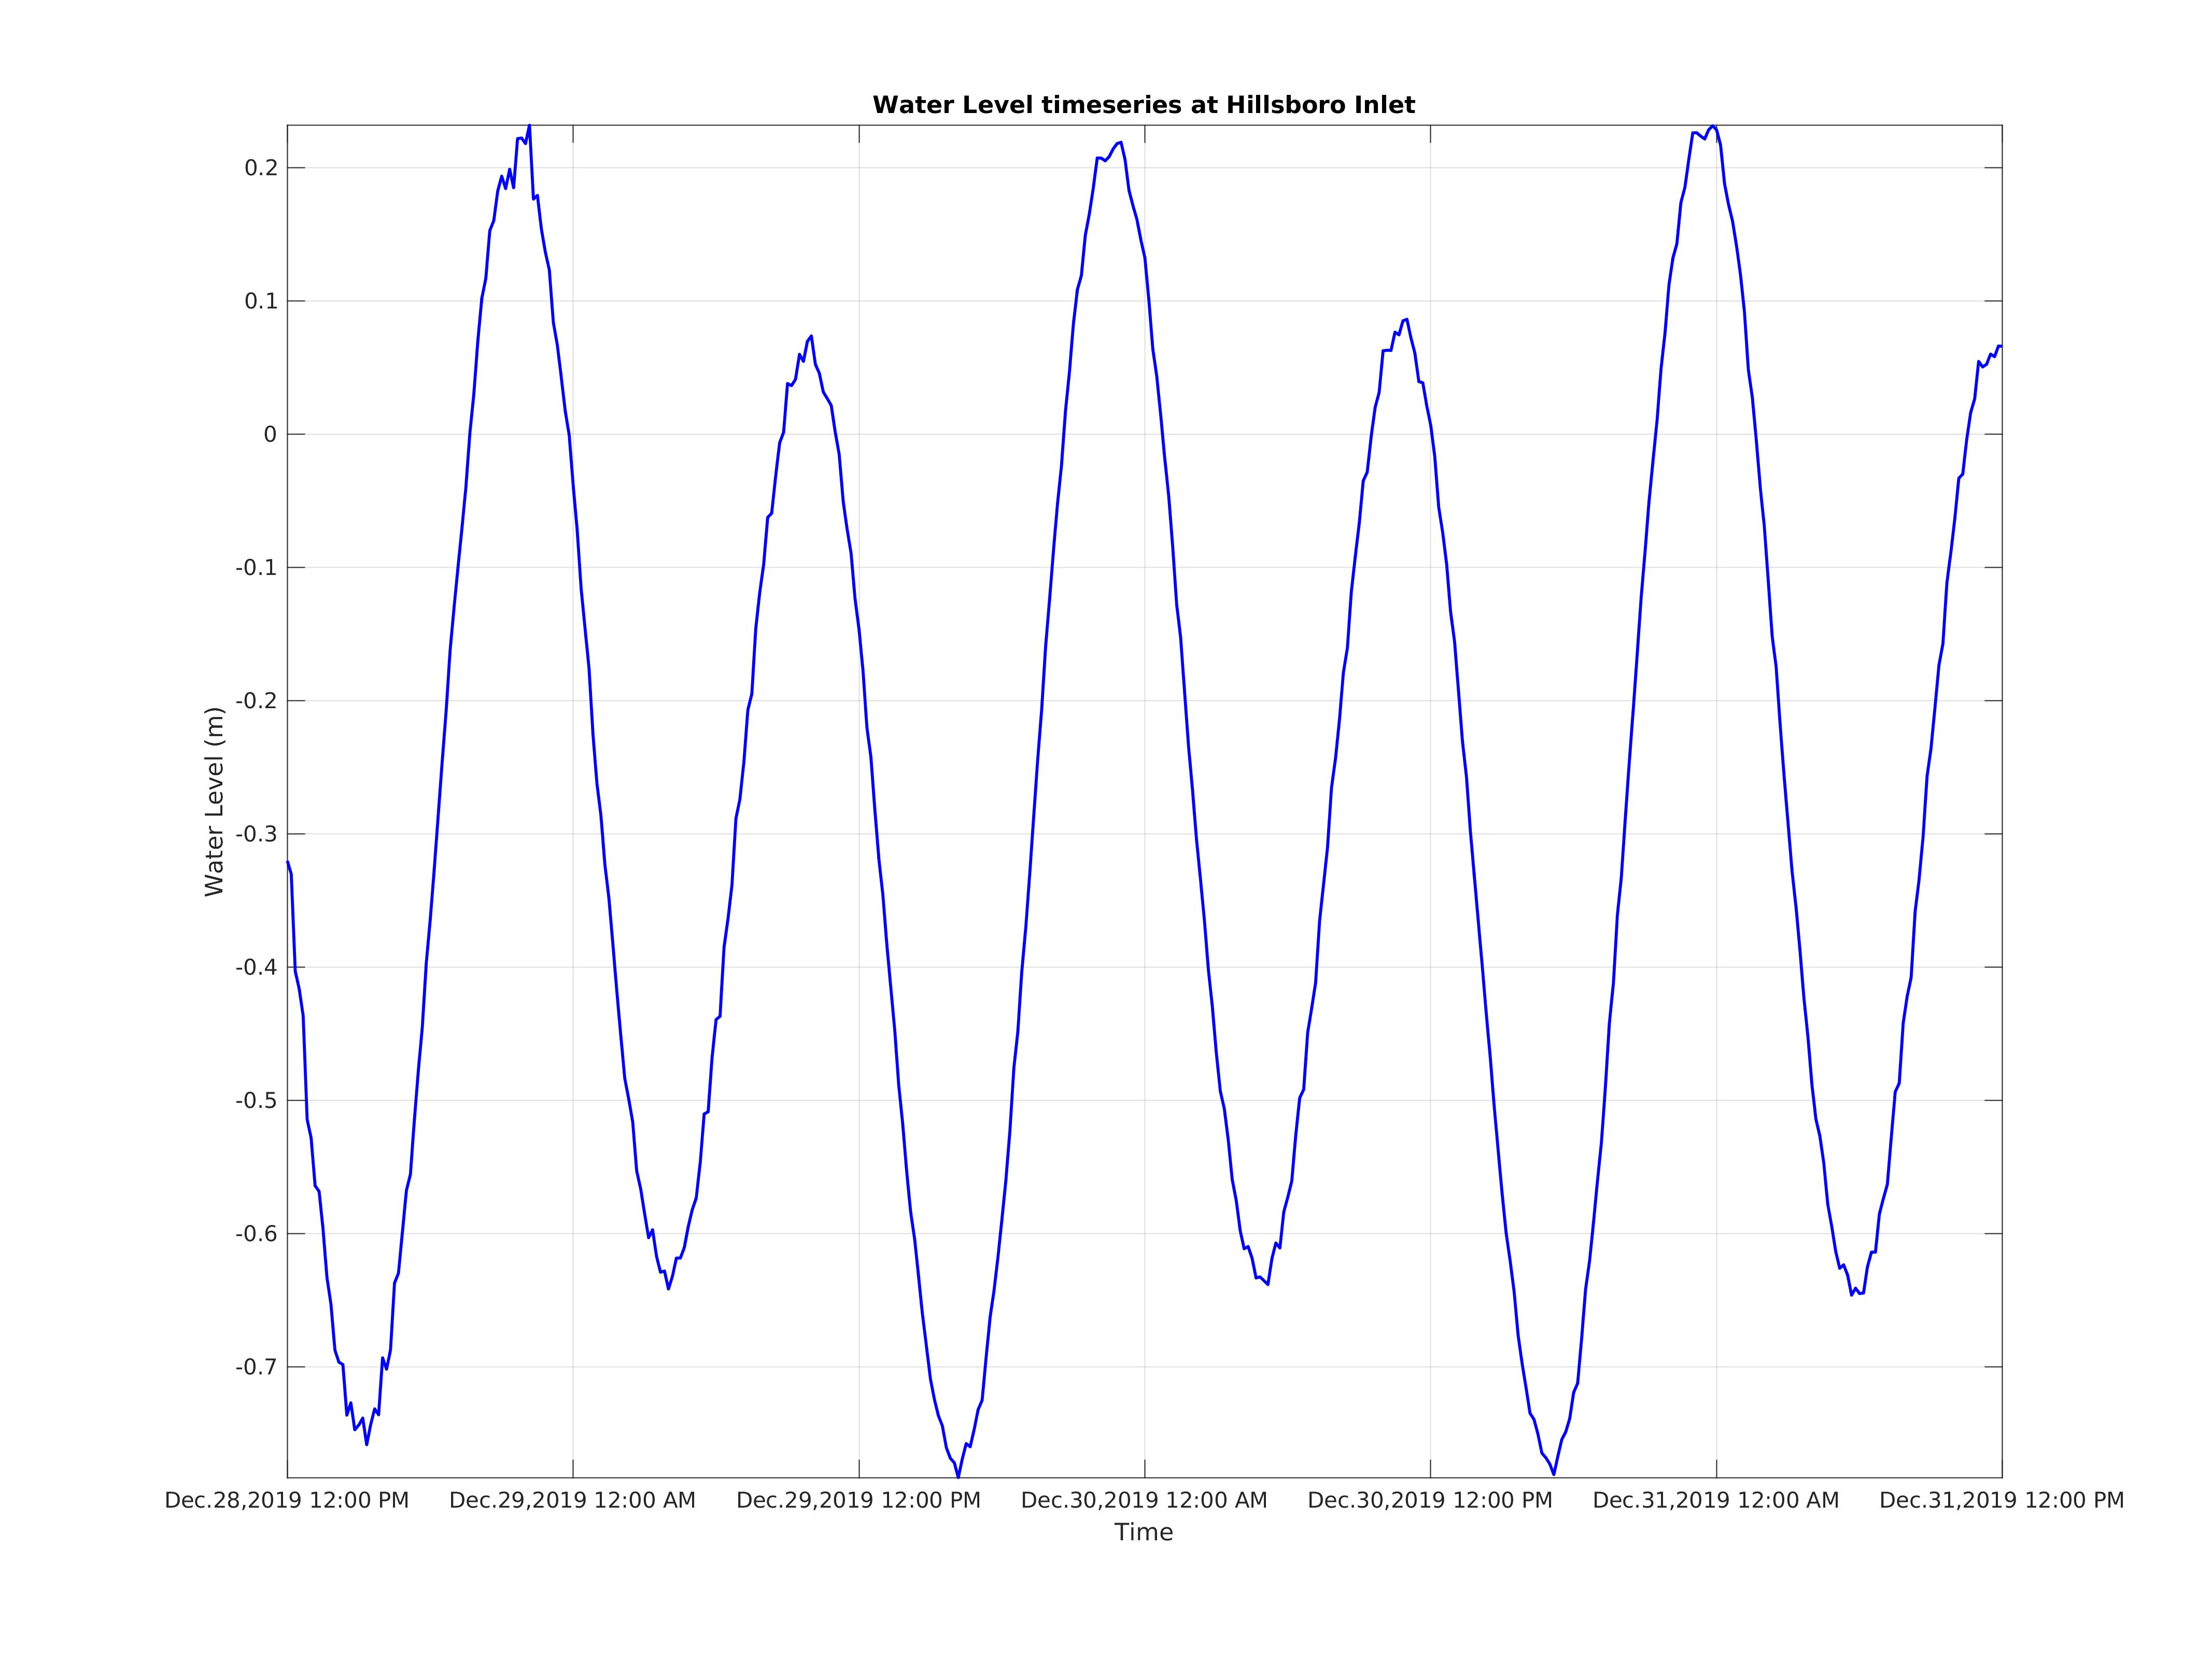 Water Level timeseries at Hillsboro Inlet
0.2
0.1
0
-0.1
-0.2
-0.3
-0.4
-0.5
-0.6
-0.7
Water Level (m)
Dec.28,2019 12:00 PM Dec.29,2019 12:00 AM Dec.29,2019 12:00 PM Dec.30,2019 12:00 AM Dec.30,2019 12:00 PM Dec.31,2019 12:00 AM Dec.31,2019 12:00 PM
Time